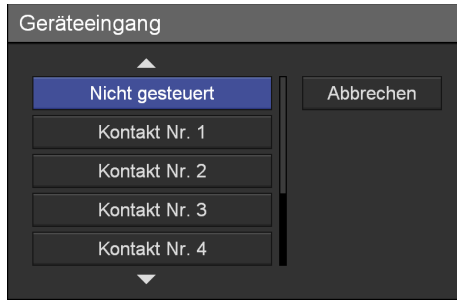 Geräteeingang
Nicht gesteuert
Abbrechen
Kontakt Nr. 1
Kontakt Nr. 2
Kontakt Nr. 3
Kontakt Nr. 4